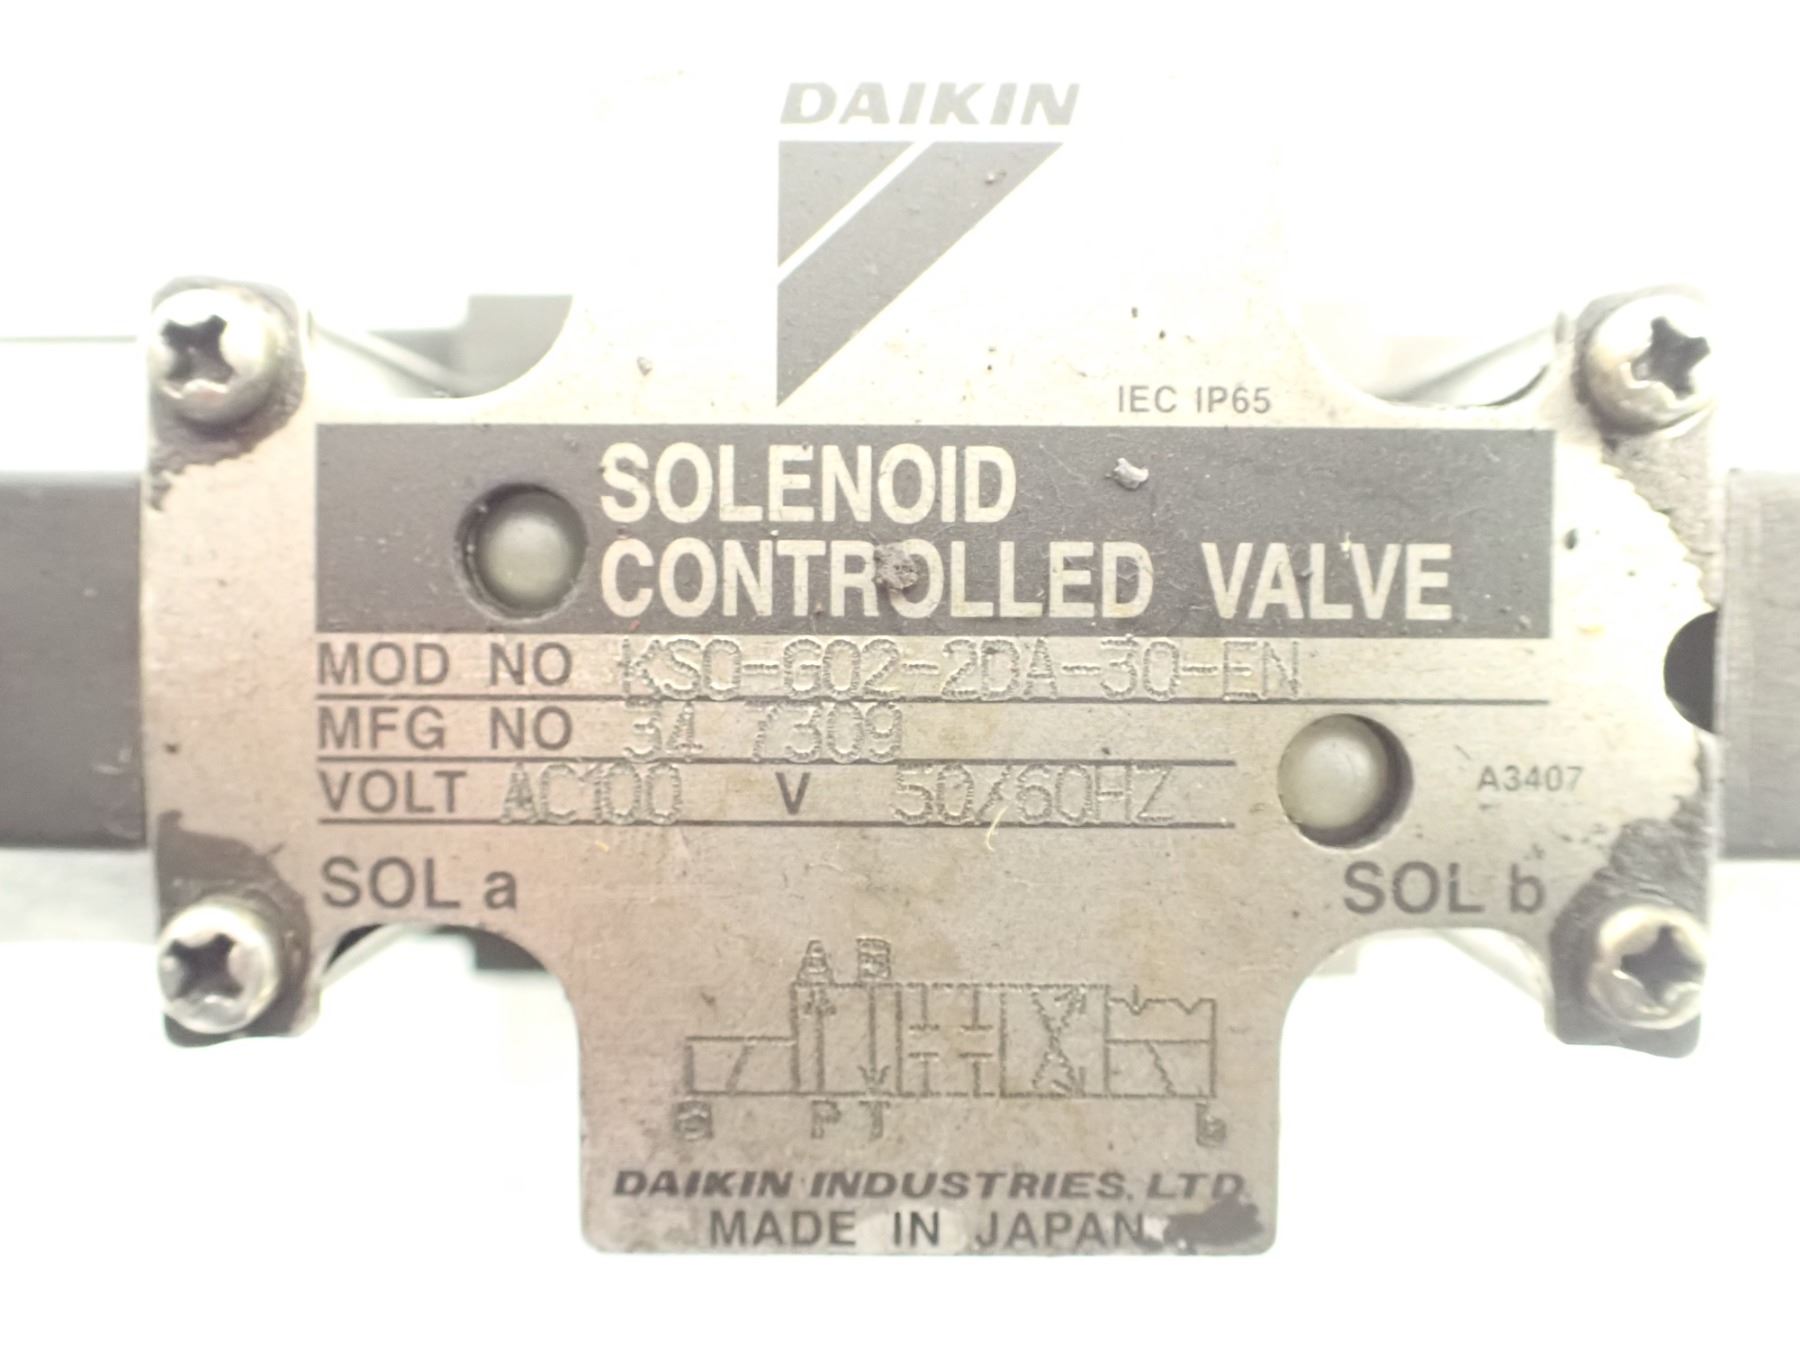 DAIKIN
IEC IP65
SOLENOID
CONTROLLED VALVE
MOD NO KSO-G02-2DA-30-EN
MFG NO 34 7309
VOLT AC100 V 50/60HZ
A3407
SOL a
SOL b
A B
a P T b
DAIKIN INDUSTRIES, LTD.
MADE IN JAPAN